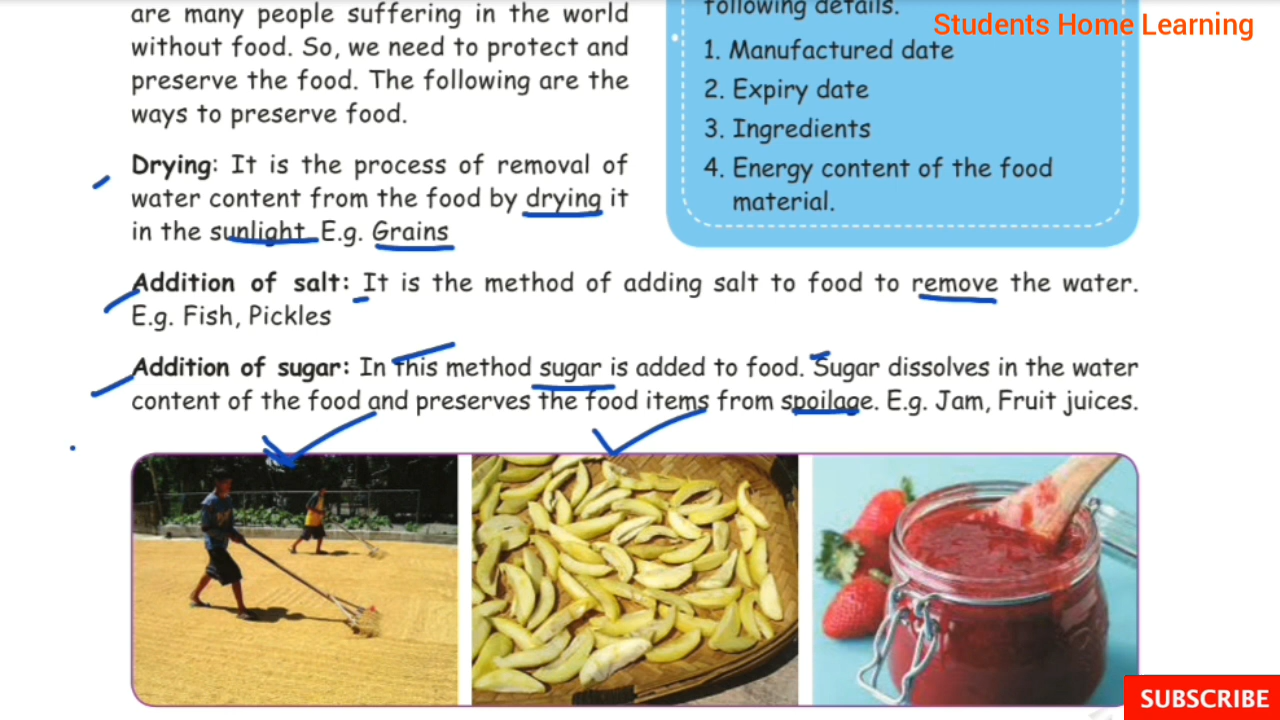 are many people suffering in the world
without food. So, we need to protect and
preserve the food. The following are the
ways to preserve food.
Drying: It is the process of removal of
water content from the food by drying it
in the sunlight E.g. Grains
Addition of salt: It is the method of adding salt to food to remove the water.
E.g. Fish, Pickles
Addition of sugar: In this method sugar is added to food. Sugar dissolves in the water
content of the food and preserves the food items from spoilage. E.g. Jam, Fruit juices.
following details.
1. Manufactured date
2. Expiry date
3. Ingredients
4. Energy content of the food
material.
Students Home Learning
SUBSCRIBE